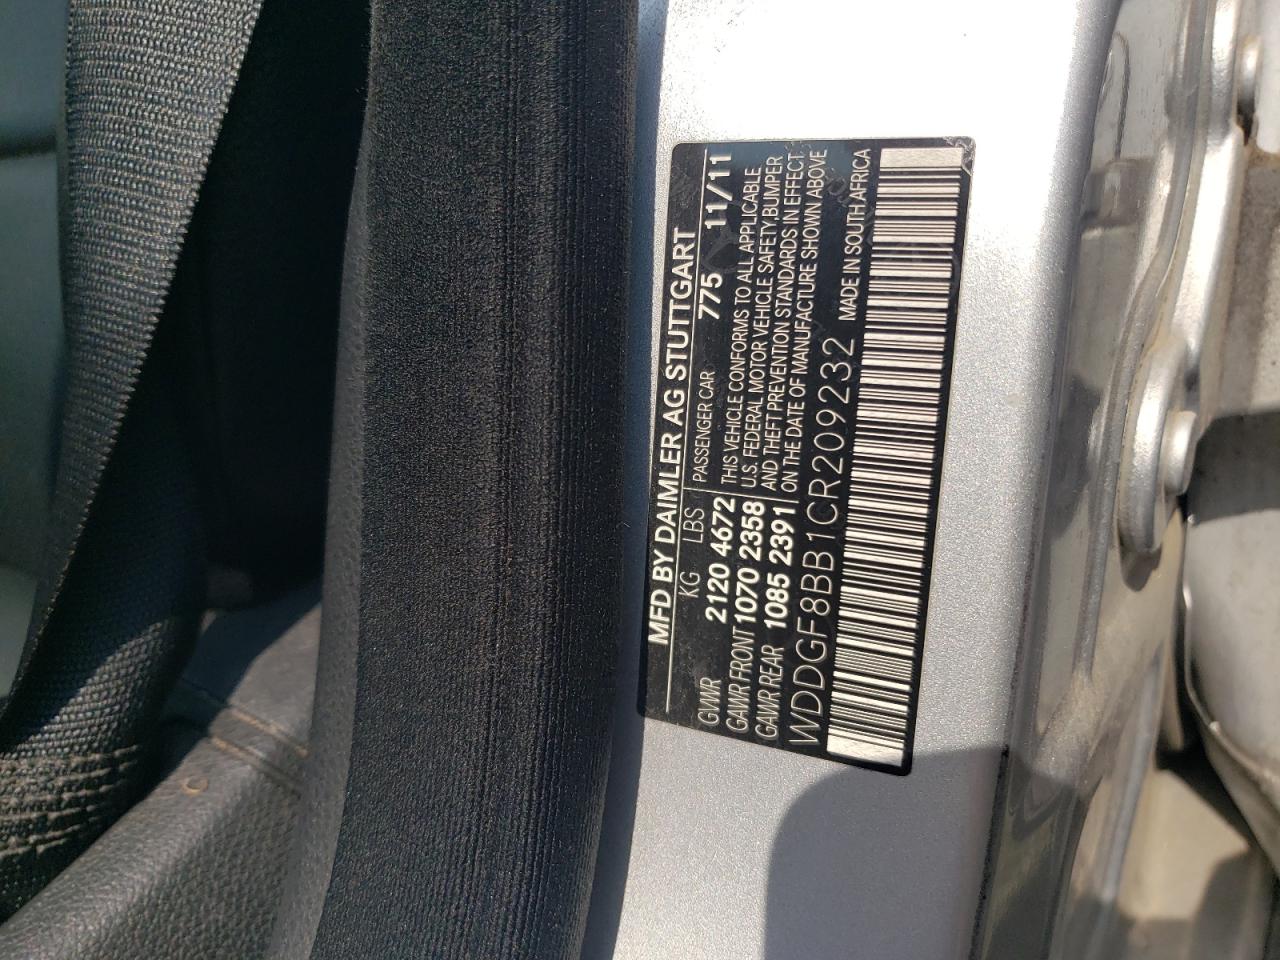 MFD BY DAIMLER AG STUTTGART
KG LBS PASSENGER CAR 775 11/11
GVWR 2120 4672
GAWR FRONT 1070 2358
GAWR REAR 1085 2391
THIS VEHICLE CONFORMS TO ALL APPLICABLE
U.S. FEDERAL MOTOR VEHICLE SAFETY, BUMPER
AND THEFT PREVENTION STANDARDS IN EFFECT
ON THE DATE OF MANUFACTURE SHOWN ABOVE
WDDGF8BB1CR209232 MADE IN SOUTH AFRICA